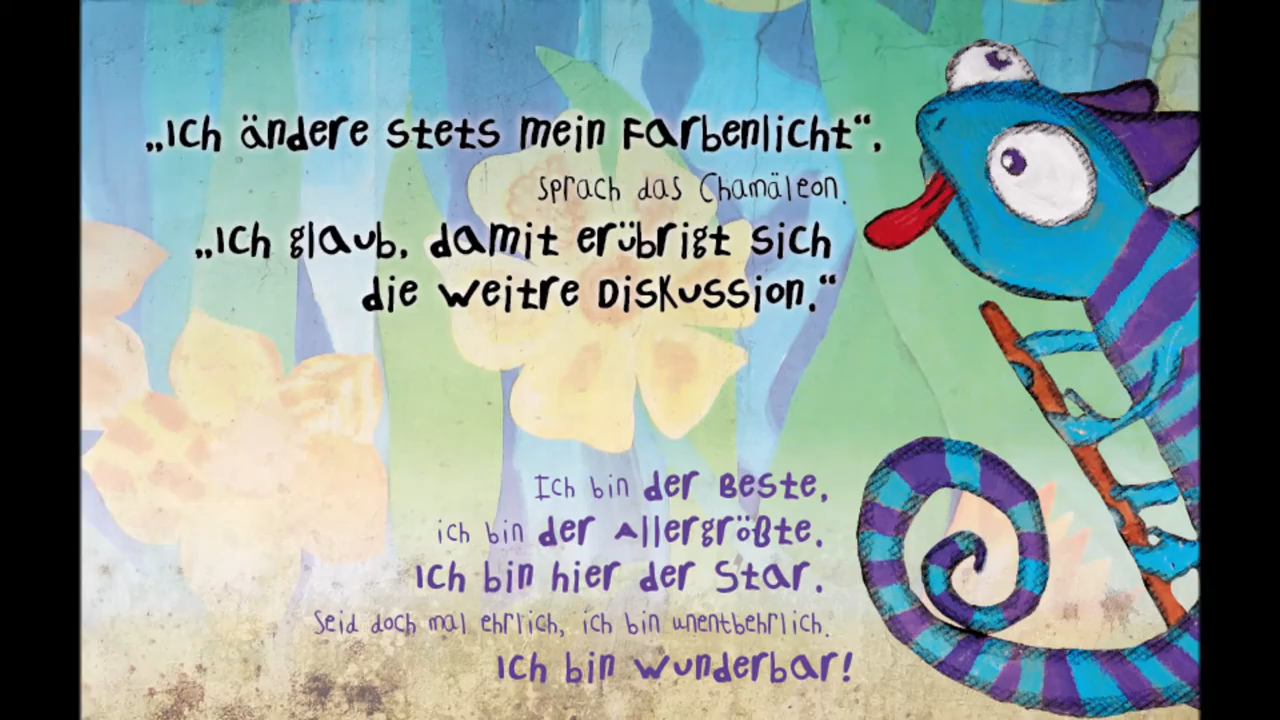 „Ich ändere stets mein Farbenlicht“,
sprach das Chamäleon.
„Ich glaub, damit erübrigt sich
die weitre Diskussion.“
Ich bin der Beste,
ich bin der Allergrößte,
Ich bin hier der Star.
Seid doch mal ehrlich, ich bin unentbehrlich.
Ich bin wunderbar!